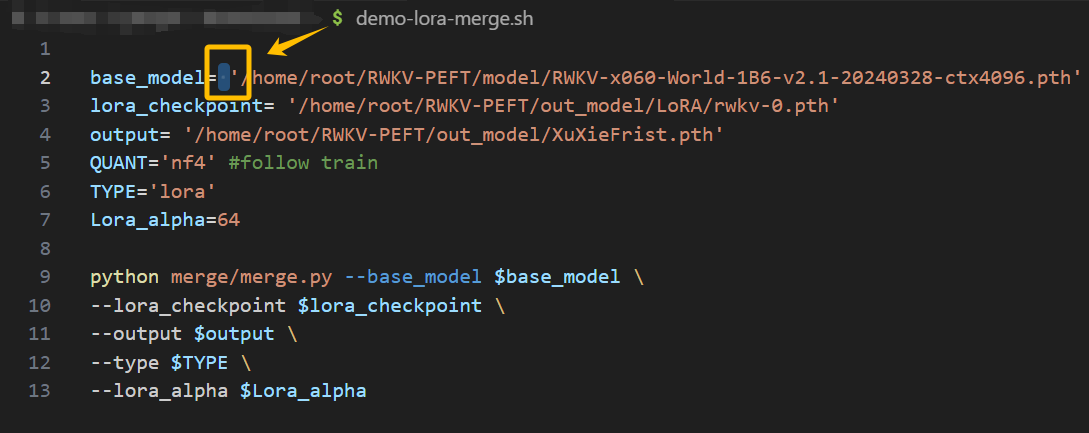 $ demo-lora-merge.sh
1
2 base_model= '/home/root/RWKV-PEFT/model/RWKV-x060-World-1B6-v2.1-20240328-ctx4096.pth'
3 lora_checkpoint= '/home/root/RWKV-PEFT/out_model/LoRA/rwkv-0.pth'
4 output= '/home/root/RWKV-PEFT/out_model/XuXieFrist.pth'
5 QUANT='nf4' #follow train
6 TYPE='lora'
7 Lora_alpha=64
8
9 python merge/merge.py --base_model $base_model \
10 --lora_checkpoint $lora_checkpoint \
11 --output $output \
12 --type $TYPE \
13 --lora_alpha $Lora_alpha